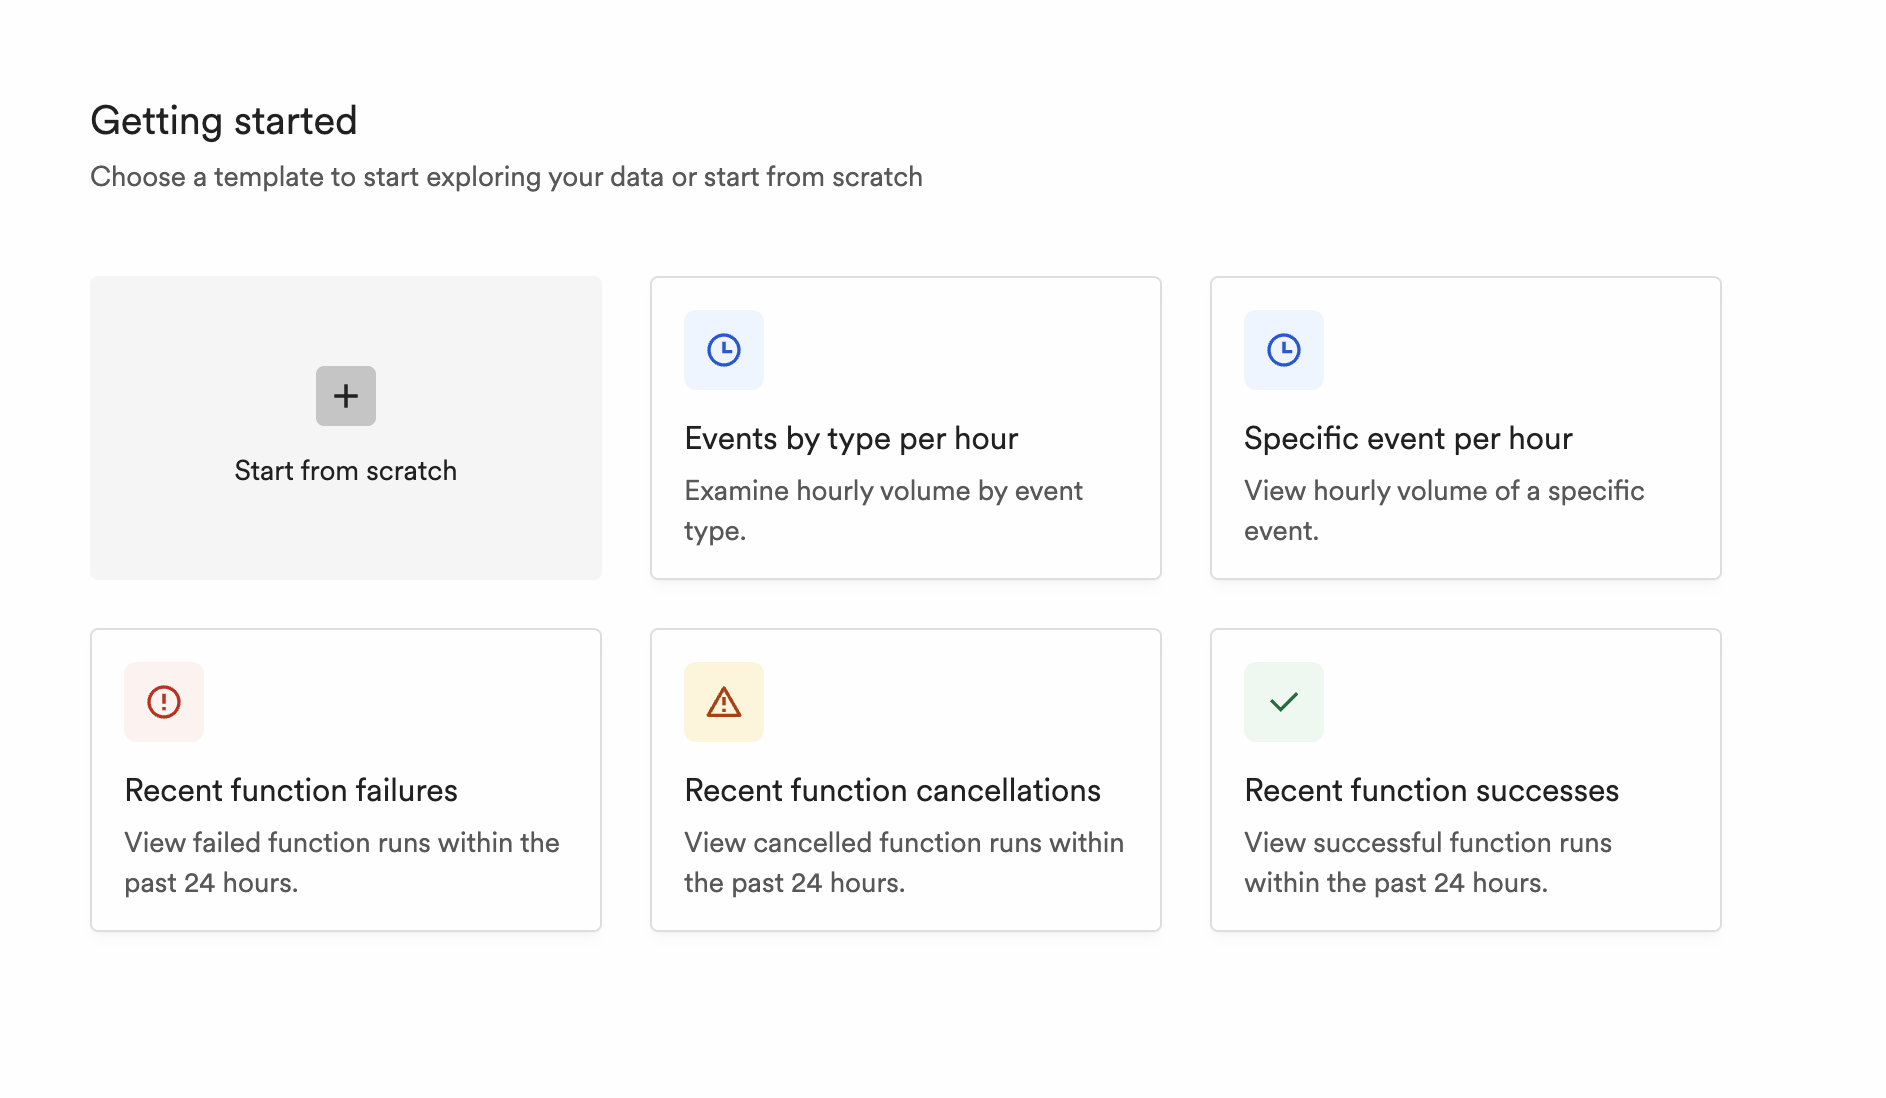 Getting started
Choose a template to start exploring your data or start from scratch
Start from scratch
Events by type per hour
Examine hourly volume by event
type.
Specific event per hour
View hourly volume of a specific
event.
Recent function failures
View failed function runs within the
past 24 hours.
Recent function cancellations
View cancelled function runs within
the past 24 hours.
Recent function successes
View successful function runs
within the past 24 hours.